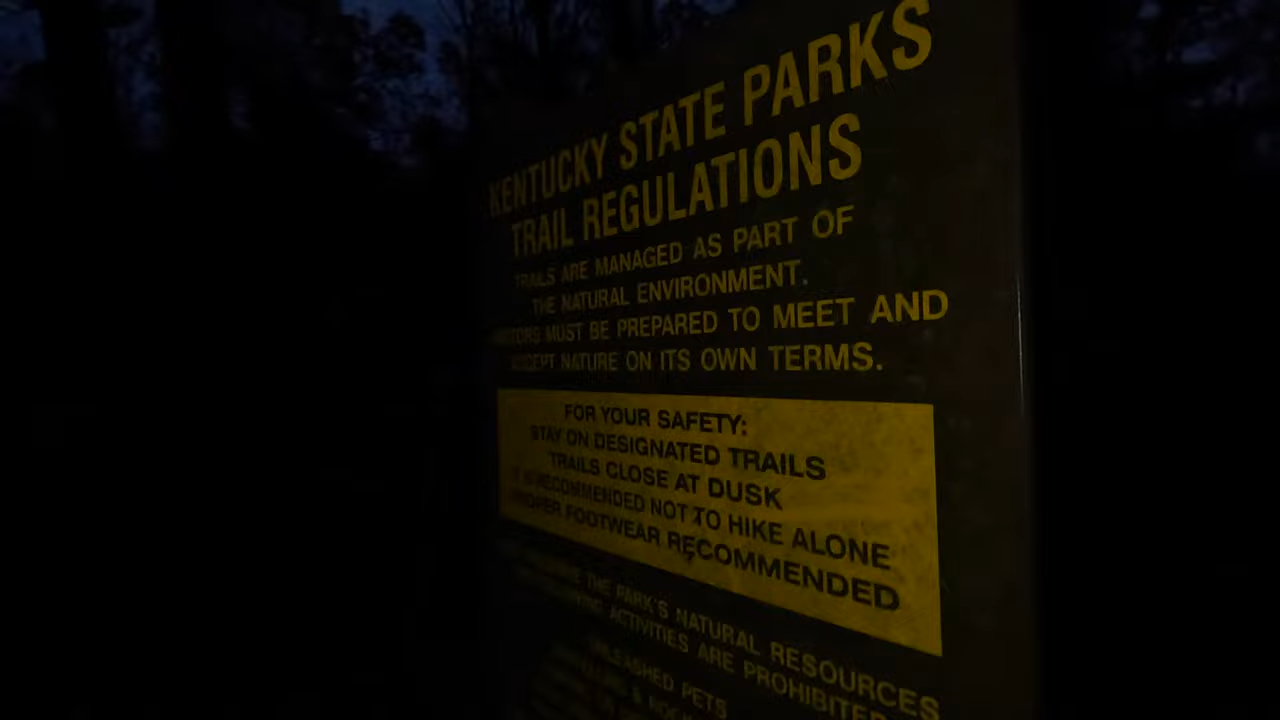 KENTUCKY STATE PARKS
TRAIL REGULATIONS
TRAILS ARE MANAGED AS PART OF
THE NATURAL ENVIRONMENT.
VISITORS MUST BE PREPARED TO MEET AND
ACCEPT NATURE ON ITS OWN TERMS.
FOR YOUR SAFETY:
STAY ON DESIGNATED TRAILS
TRAILS CLOSE AT DUSK
IT IS RECOMMENDED NOT TO HIKE ALONE
PROPER FOOTWEAR RECOMMENDED
THE PARK'S NATURAL RESOURCES
ACTIVITIES ARE PROHIBITED
UNLEASHED PETS